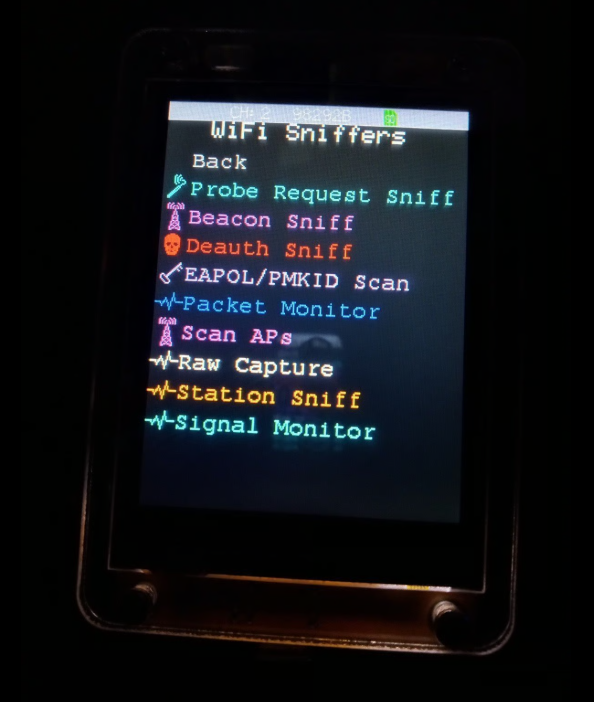 CH: 2
WiFi Sniffers
Back
Probe Request Sniff
Beacon Sniff
Deauth Sniff
EAPOL/PMKID Scan
Packet Monitor
Scan APs
Raw Capture
Station Sniff
Signal Monitor